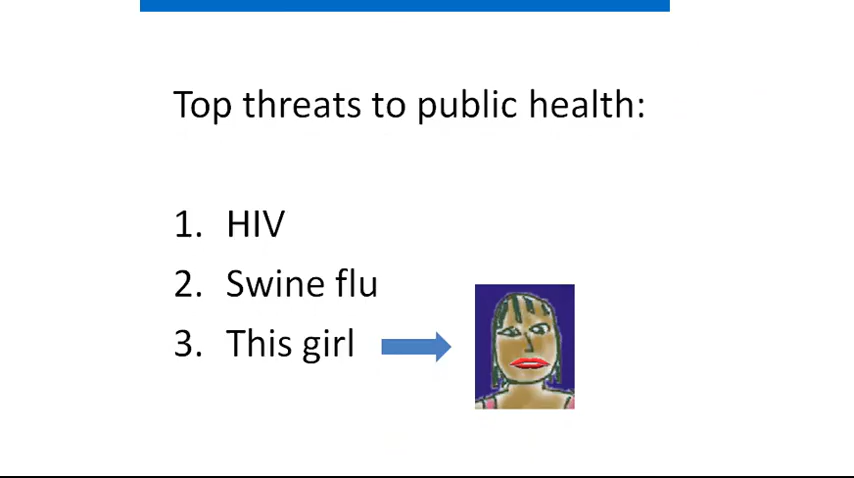 Top threats to public health:
1. HIV
2. Swine flu
3. This girl